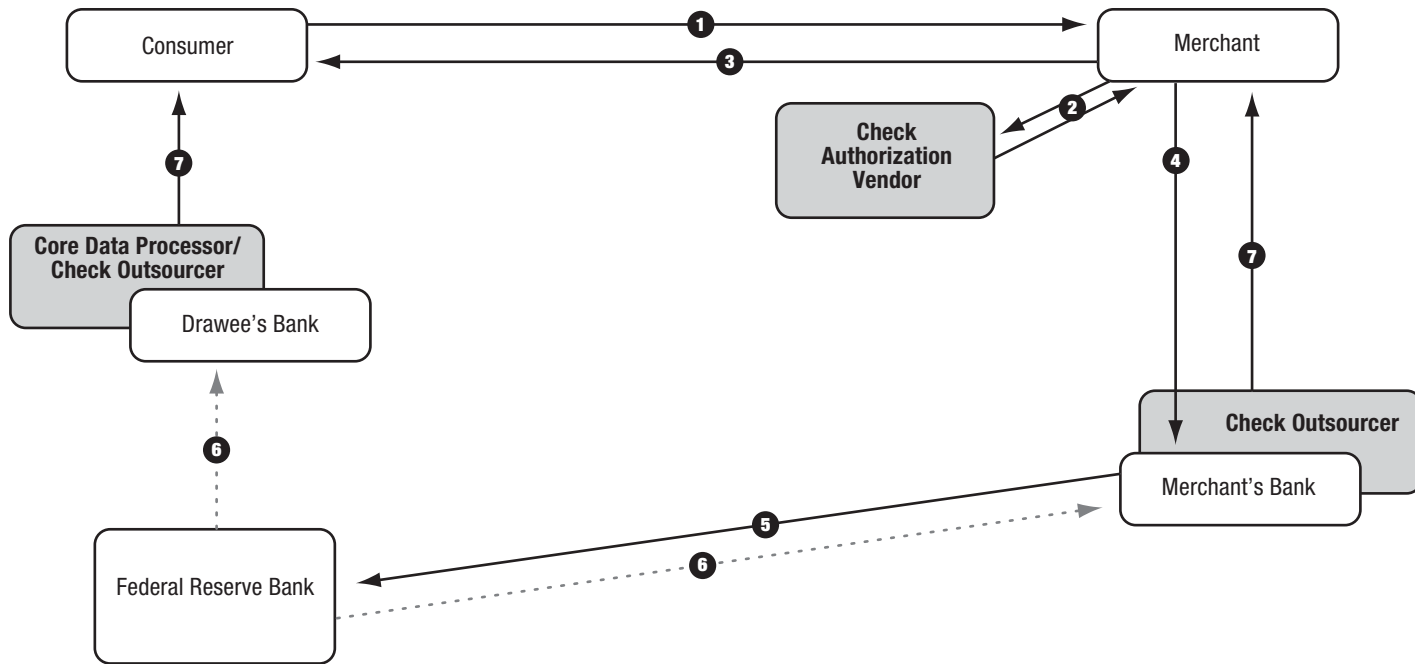 1
Consumer
Merchant
3
2
Check
Authorization
Vendor
7
4
Core Data Processor/
Check Outsourcer
7
Drawee's Bank
Check Outsourcer
6
Merchant's Bank
5
6
Federal Reserve Bank